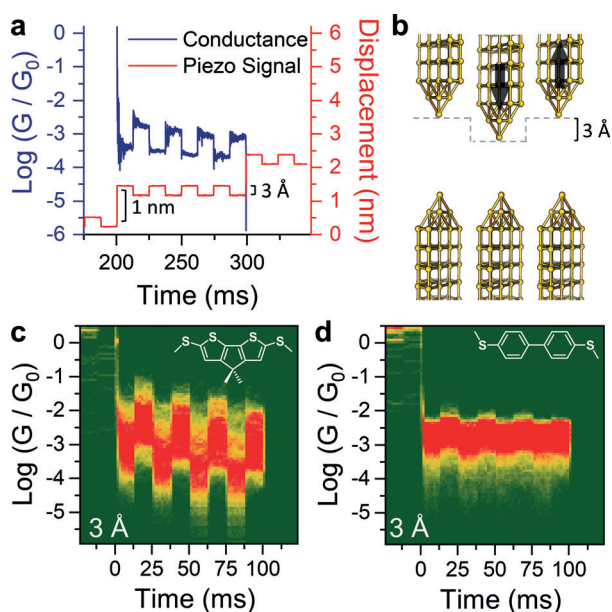 a
Conductance
Piezo Signal
Log (G / G₀)
0
-1
-2
-3
-4
-5
-6
1 nm
3 Å
6
5
4
3
2
1
0
Displacement (nm)
200
250
300
Time (ms)
b
3 Å
c
Log (G / G₀)
0
-1
-2
-3
-4
-5
S
S
S
S
3 Å
0
25
50
75
100
Time (ms)
d
Log (G / G₀)
0
-1
-2
-3
-4
-5
S
S
3 Å
0
25
50
75
100
Time (ms)